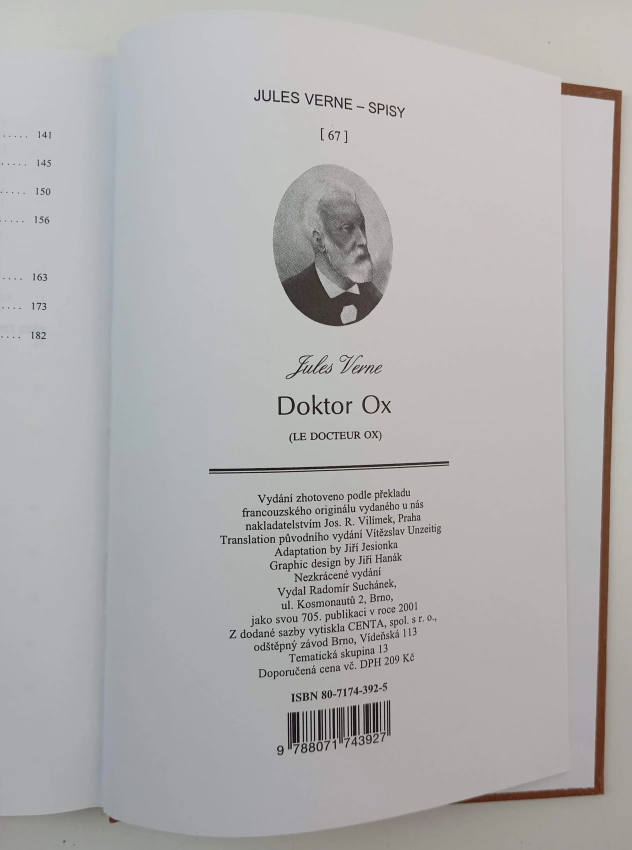 ..... 141
..... 145
..... 150
..... 156
.... 163
.... 173
.... 182
JULES VERNE – SPISY
[ 67 ]
Jules Verne
Doktor Ox
(LE DOCTEUR OX)
Vydání zhotoveno podle překladu
francouzského originálu vydaného u nás
nakladatelstvím Jos. R. Vilímek, Praha
Translation původního vydání Vítězslav Unzeitig
Adaptation by Jiří Jesionka
Graphic design by Jiří Hanák
Nezkrácené vydání
Vydal Radomír Suchánek,
ul. Kosmonautů 2, Brno,
jako svou 705. publikaci v roce 2001
Z dodané sazby vytiskla CENTA, spol. s r. o.,
odštěpný závod Brno, Vídeňská 113
Tematická skupina 13
Doporučená cena vč. DPH 209 Kč
ISBN 80-7174-392-5
9 788071 743927